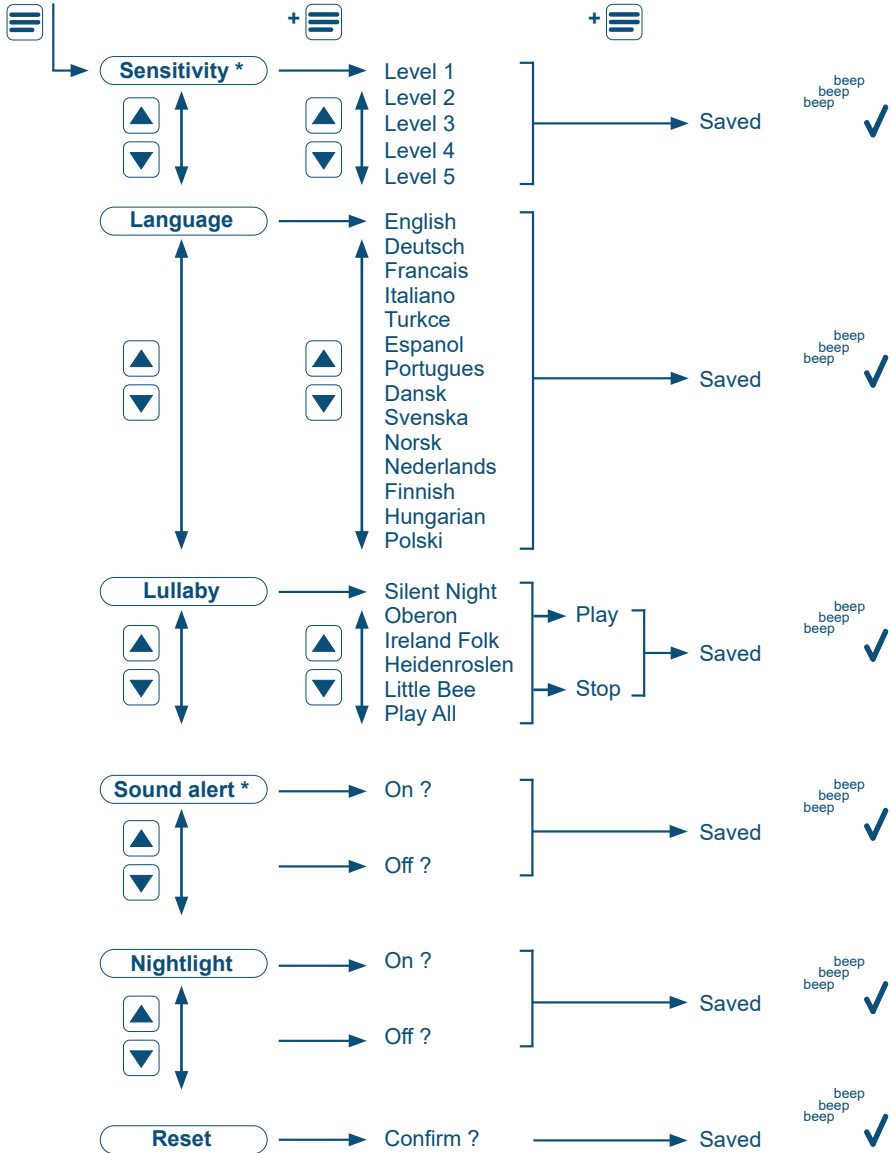 +
+
Sensitivity *
Level 1
Level 2
Level 3
Level 4
Level 5
Saved
beep
beep
beep
Language
English
Deutsch
Francais
Italiano
Turkce
Espanol
Portugues
Dansk
Svenska
Norsk
Nederlands
Finnish
Hungarian
Polski
Saved
beep
beep
beep
Lullaby
Silent Night
Oberon
Ireland Folk
Heidenroslen
Little Bee
Play All
Play
Stop
Saved
beep
beep
beep
Sound alert *
On ?
Off ?
Saved
beep
beep
beep
Nightlight
On ?
Off ?
Saved
beep
beep
beep
Reset
Confirm ?
Saved
beep
beep
beep